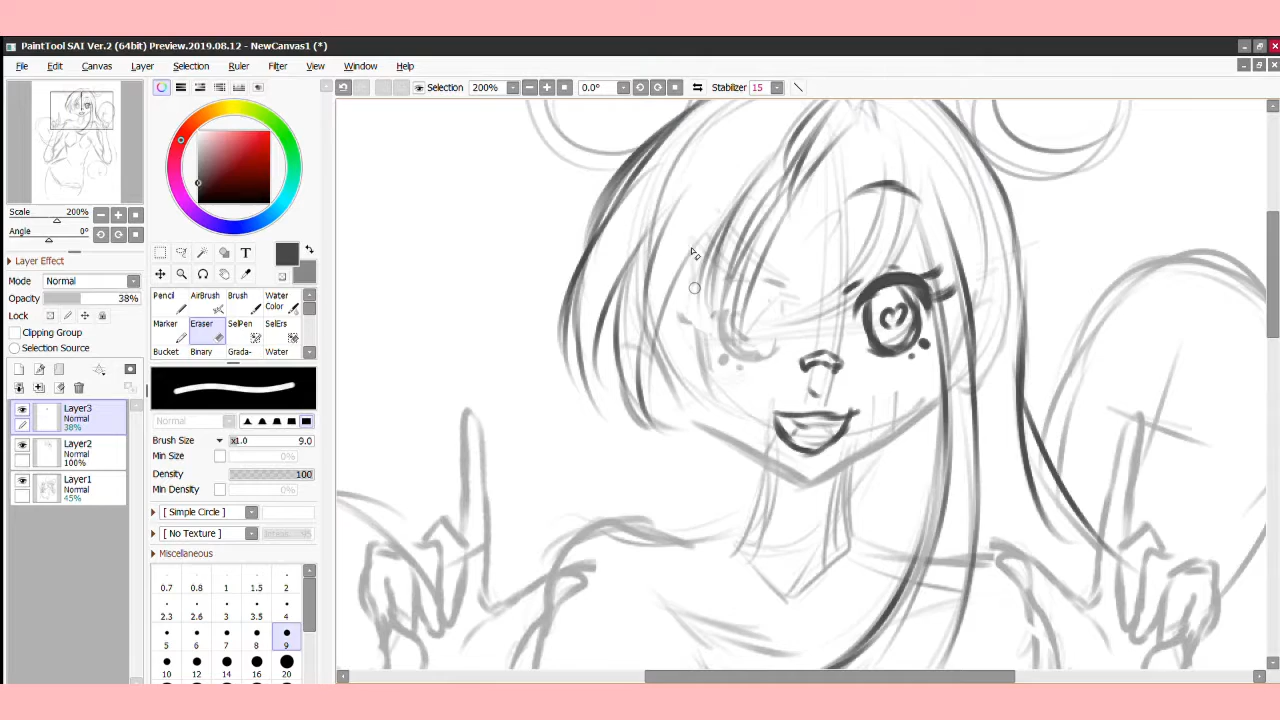 PaintTool SAI Ver.2 (64bit) Preview.2019.08.12 - NewCanvas1 (*)
File Edit Canvas Layer Selection Ruler Filter View Window Help
Selection 200% 0.0° Stabilizer 15
Scale 200%
Angle 0°
Layer Effect
Mode Normal
Opacity 38%
Lock
Clipping Group
Selection Source
Layer3
Normal
38%
Layer2
Normal
100%
Layer1
Normal
45%
T
Pencil AirBrush Brush Water Color
Marker Eraser SelPen SelErs
Bucket Binary Grada- Water
Normal
Brush Size x1.0 9.0
Min Size 0%
Density 100
Min Density 0%
[ Simple Circle ]
[ No Texture ]
Miscellaneous
0.7 0.8 1 1.5 2
2.3 2.6 3 3.5 4
5 6 7 8 9
10 12 14 16 20